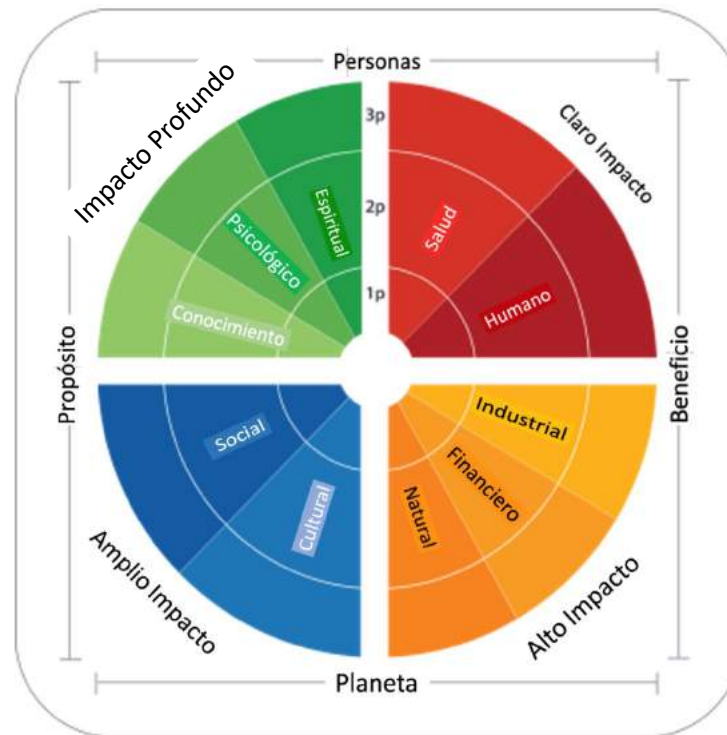 Personas
Impacto Profundo
Claro Impacto
3p
2p
1p
Espiritual
Psicológico
Conocimiento
Salud
Humano
Propósito
Beneficio
Social
Cultural
Industrial
Financiero
Natural
Amplio Impacto
Alto Impacto
Planeta